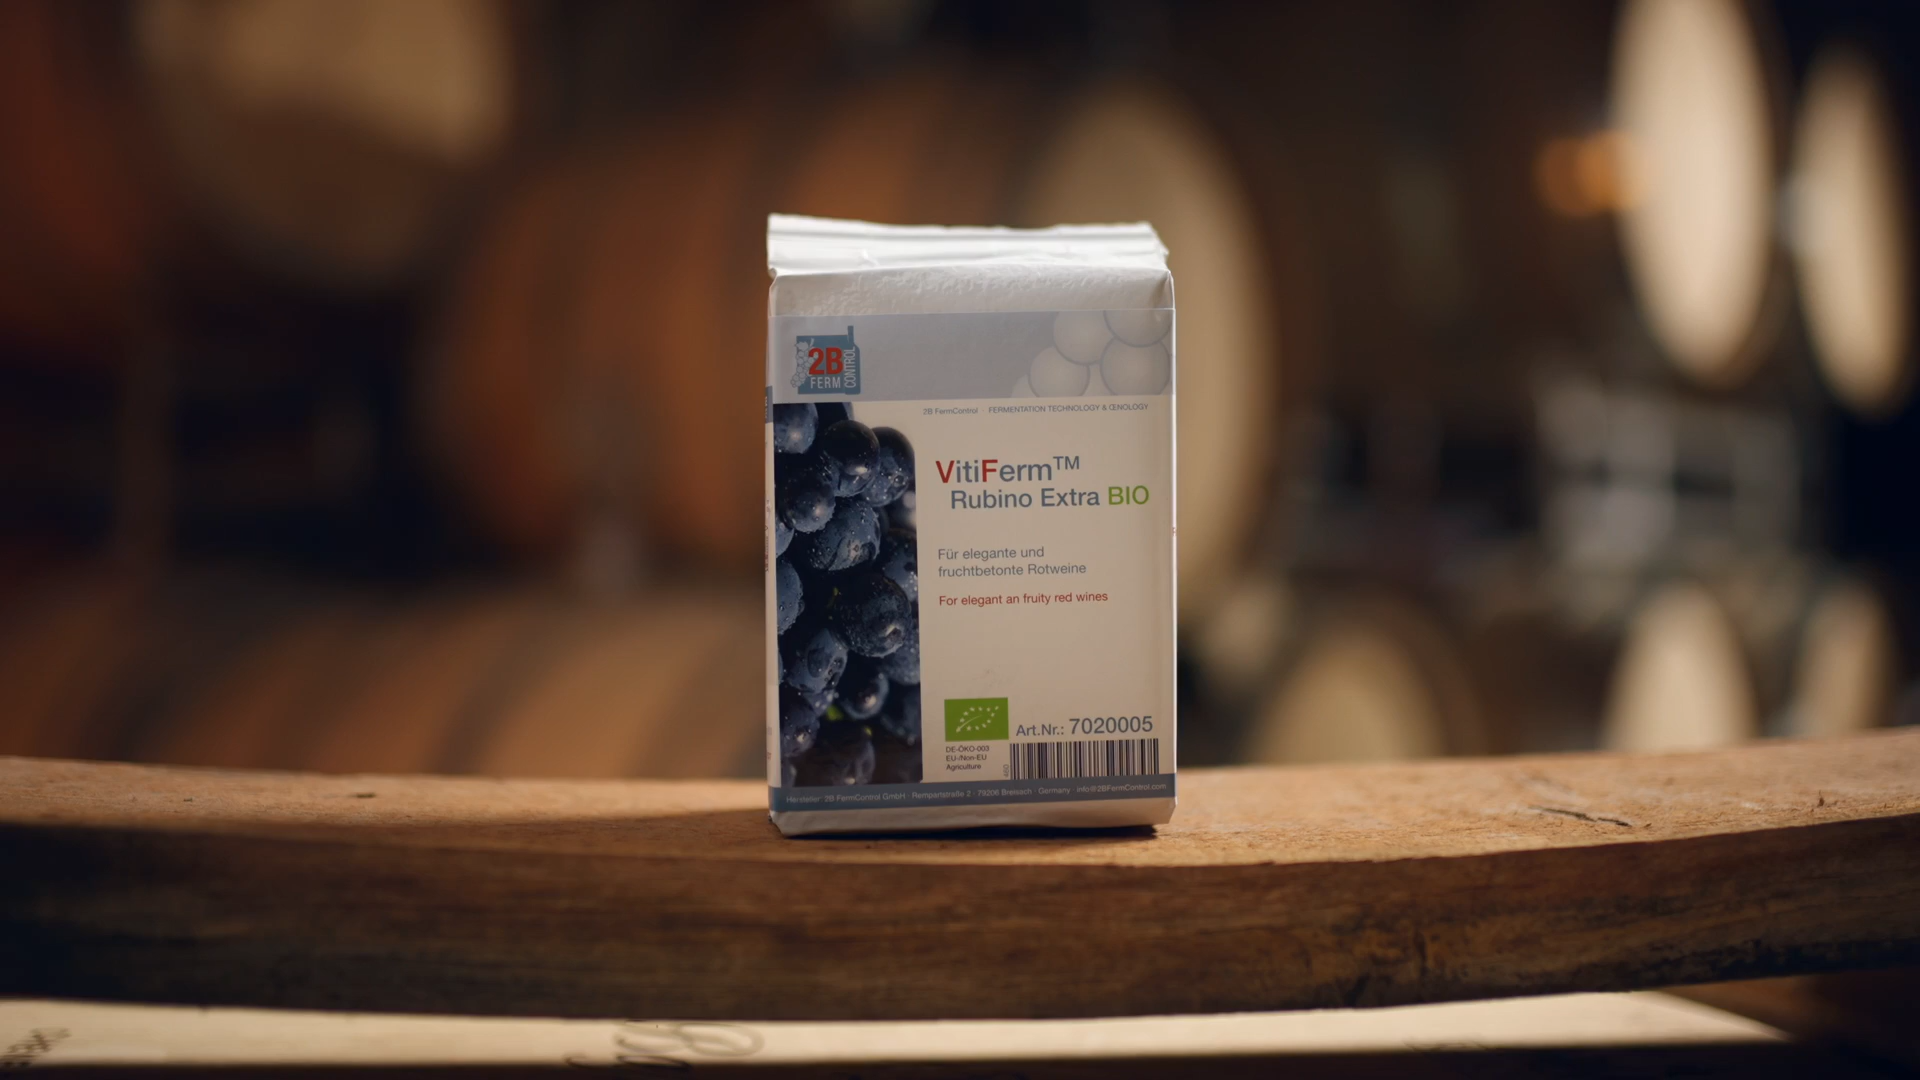 2B
FERM
CONTROL
2B FermControl · FERMENTATION TECHNOLOGY & ŒNOLOGY
VitiFerm™
Rubino Extra BIO
Für elegante und
fruchtbetonte Rotweine
For elegant an fruity red wines
Art.Nr.: 7020005
DE-ÖKO-003
EU-/Non-EU
Agriculture
Hersteller: 2B FermControl GmbH · Rempartstraße 2 · 79206 Breisach · Germany · info@2BFermControl.com